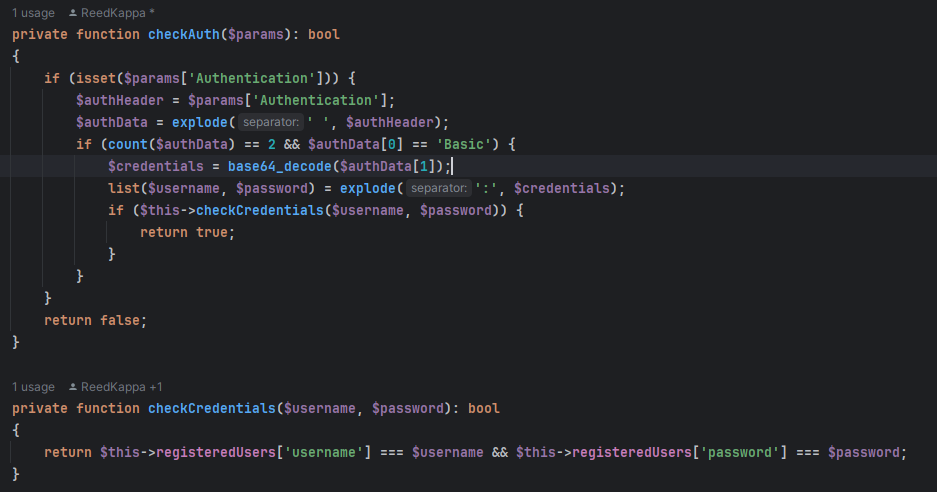 1 usage ReedKappa *
private function checkAuth($params): bool
{
    if (isset($params['Authentication'])) {
        $authHeader = $params['Authentication'];
        $authData = explode( separator: ' ', $authHeader);
        if (count($authData) == 2 && $authData[0] == 'Basic') {
            $credentials = base64_decode($authData[1]);
            list($username, $password) = explode( separator: ':', $credentials);
            if ($this->checkCredentials($username, $password)) {
                return true;
            }
        }
    }
    return false;
}
1 usage ReedKappa +1
private function checkCredentials($username, $password): bool
{
    return $this->registeredUsers['username'] === $username && $this->registeredUsers['password'] === $password;
}